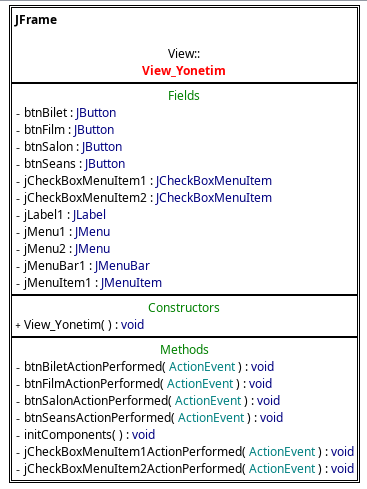 JFrame
View::
View_Yonetim
Fields
- btnBilet : JButton
- btnFilm : JButton
- btnSalon : JButton
- btnSeans : JButton
- jCheckBoxMenuItem1 : JCheckBoxMenuItem
- jCheckBoxMenuItem2 : JCheckBoxMenuItem
- jLabel1 : JLabel
- jMenu1 : JMenu
- jMenu2 : JMenu
- jMenuBar1 : JMenuBar
- jMenuItem1 : JMenuItem
Constructors
+ View_Yonetim( ) : void
Methods
- btnBiletActionPerformed( ActionEvent ) : void
- btnFilmActionPerformed( ActionEvent ) : void
- btnSalonActionPerformed( ActionEvent ) : void
- btnSeansActionPerformed( ActionEvent ) : void
- initComponents( ) : void
- jCheckBoxMenuItem1ActionPerformed( ActionEvent ) : void
- jCheckBoxMenuItem2ActionPerformed( ActionEvent ) : void